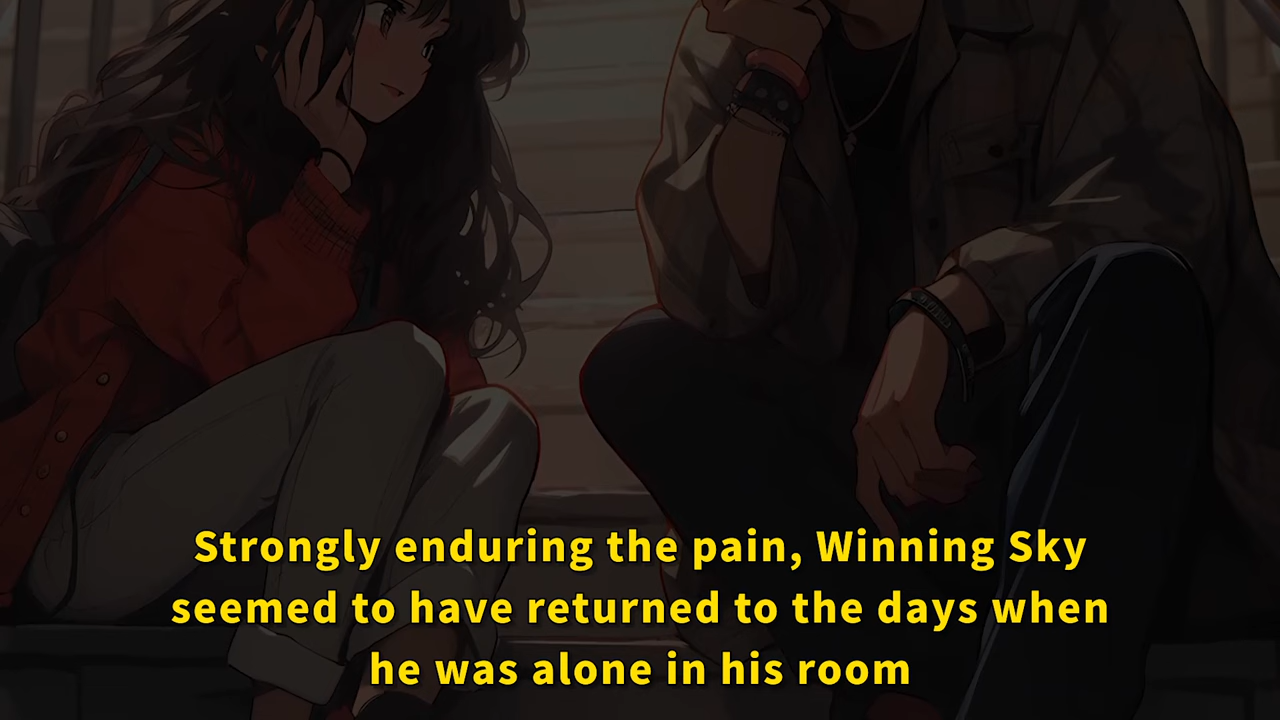 Strongly enduring the pain, Winning Sky
seemed to have returned to the days when
he was alone in his room